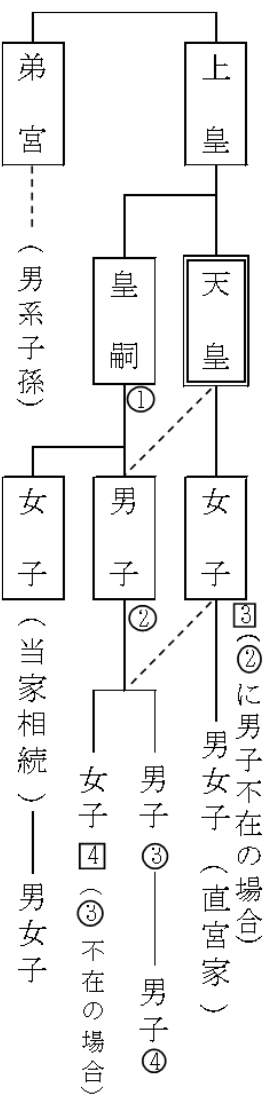 上皇
弟宮
(男系子孫)
天皇
皇嗣
①
女子
3(②に男子不在の場合)
男女子(直宮家)
男子
②
男子③
男子④
女子4(③不在の場合)
女子
(当家相続)
男女子